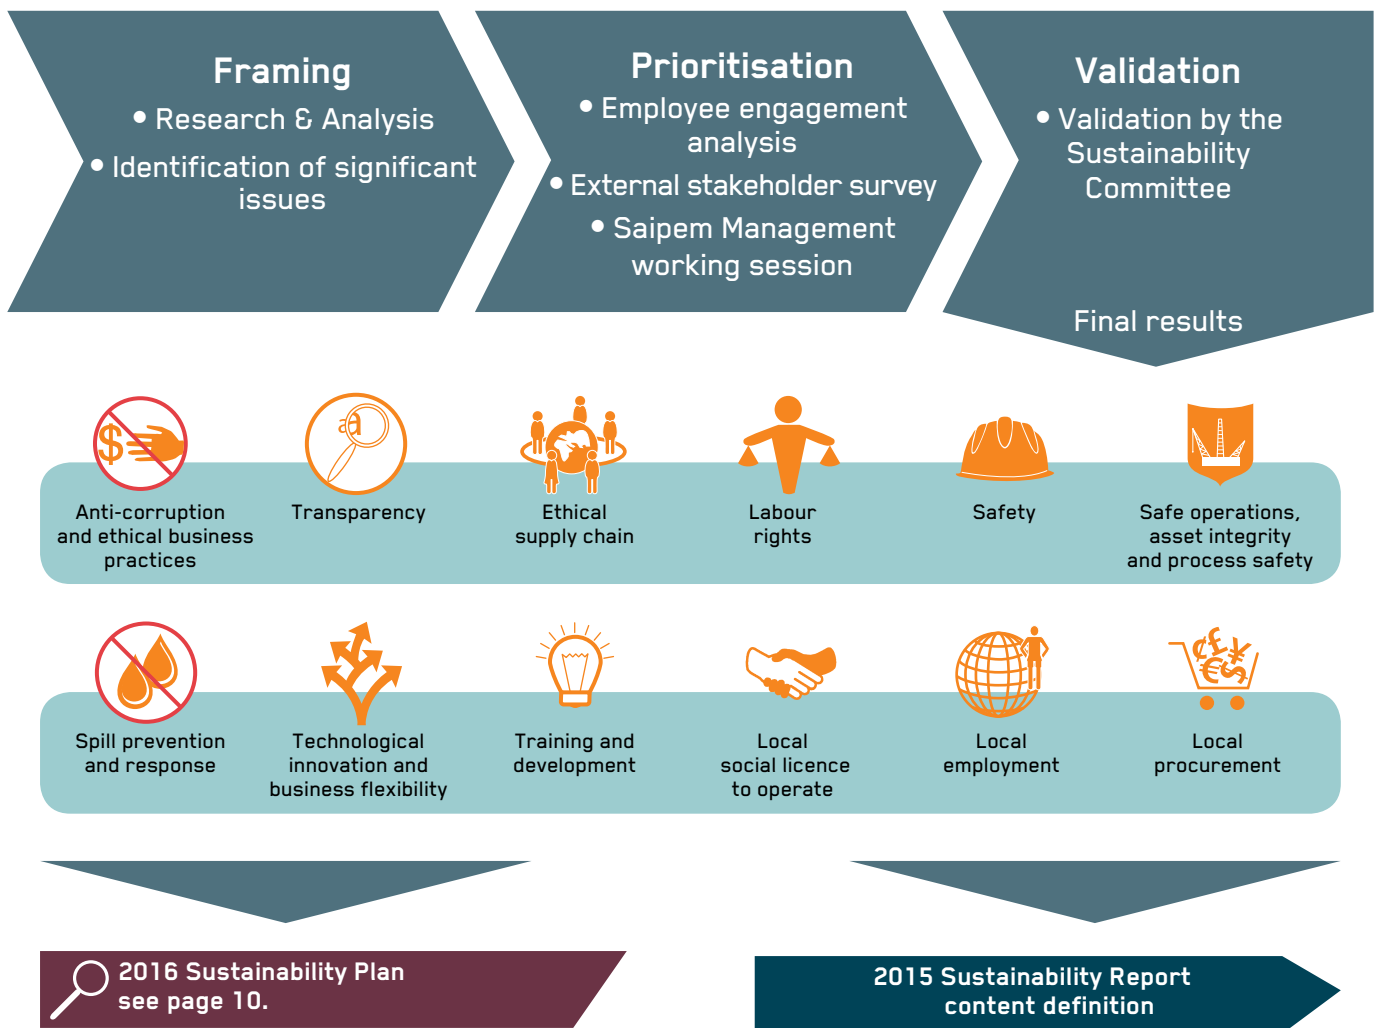 Framing
• Research & Analysis
• Identification of significant
issues
Prioritisation
• Employee engagement
analysis
• External stakeholder survey
• Saipem Management
working session
Validation
• Validation by the
Sustainability
Committee
Final results
$
a
Anti-corruption
and ethical business
practices
Transparency
Ethical
supply chain
Labour
rights
Safety
Safe operations,
asset integrity
and process safety
¢£¥
€$
Spill prevention
and response
Technological
innovation and
business flexibility
Training and
development
Local
social licence
to operate
Local
employment
Local
procurement
2016 Sustainability Plan
see page 10.
2015 Sustainability Report
content definition